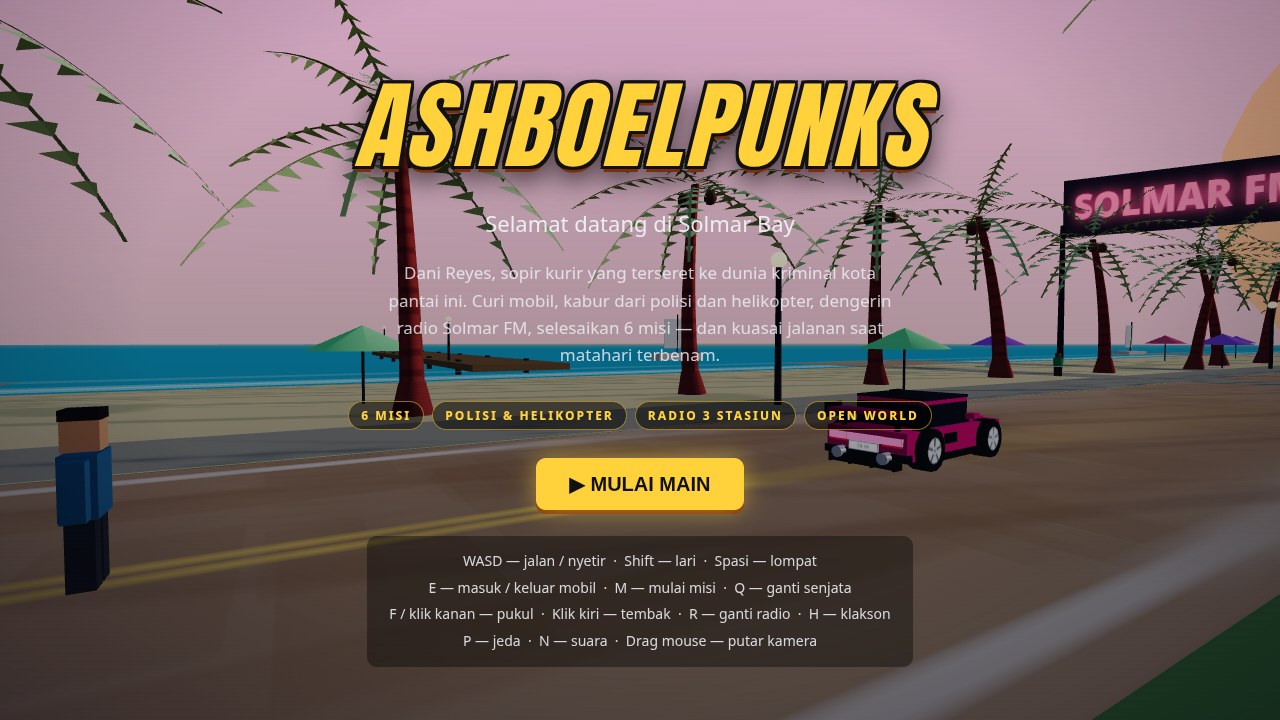 ASHBOELPUNKS
SOLMAR FM
Selamat datang di Solmar Bay
Dani Reyes, sopir kurir yang terseret ke dunia kriminal kota
pantai ini. Curi mobil, kabur dari polisi dan helikopter, dengerin
radio Solmar FM, selesaikan 6 misi — dan kuasai jalanan saat
matahari terbenam.
6 MISI
POLISI & HELIKOPTER
RADIO 3 STASIUN
OPEN WORLD
▶ MULAI MAIN
WASD — jalan / nyetir · Shift — lari · Spasi — lompat
E — masuk / keluar mobil · M — mulai misi · Q — ganti senjata
F / klik kanan — pukul · Klik kiri — tembak · R — ganti radio · H — klakson
P — jeda · N — suara · Drag mouse — putar kamera